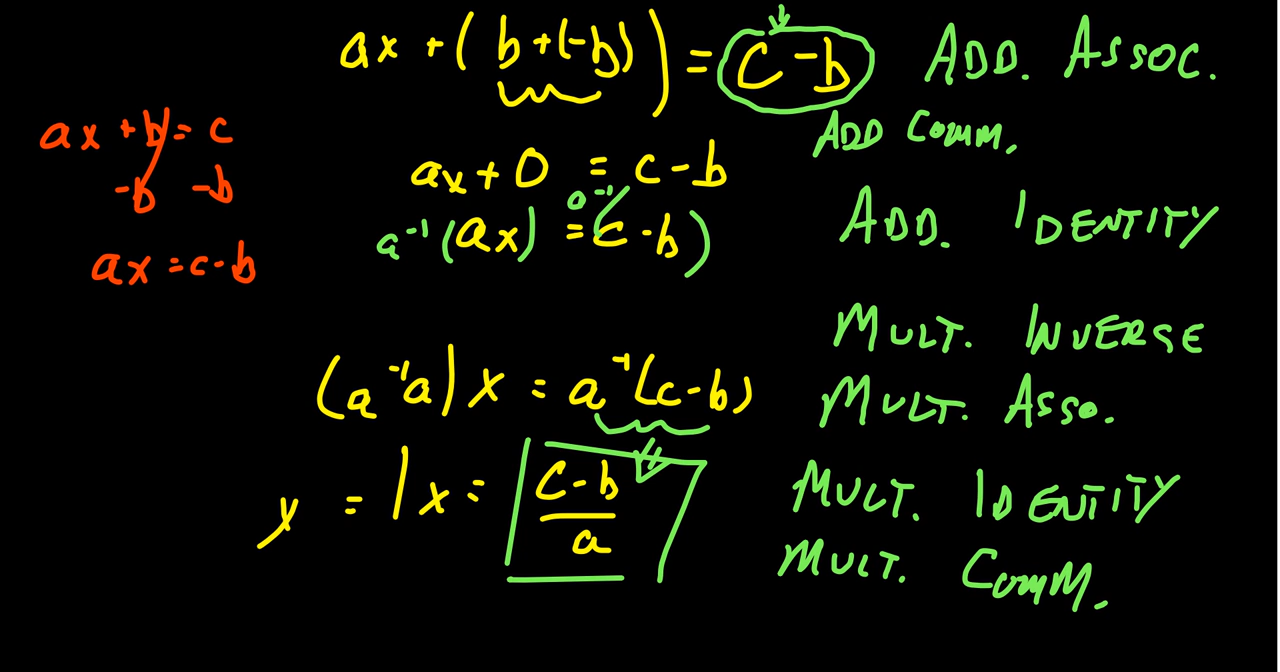 ax + (b + (-b)) = c - b ADD. ASSOC.
ADD COMM.
ax + b = c
-b -b
ax = c - b
ax + 0 = c - b
a⁻¹(ax) = a⁻¹(c - b)
ADD. IDENTITY
MULT. INVERSE
(a⁻¹a)x = a⁻¹(c - b) MULT. ASSO.
x = 1x = c - b / a MULT. IDENTITY
MULT. COMM.